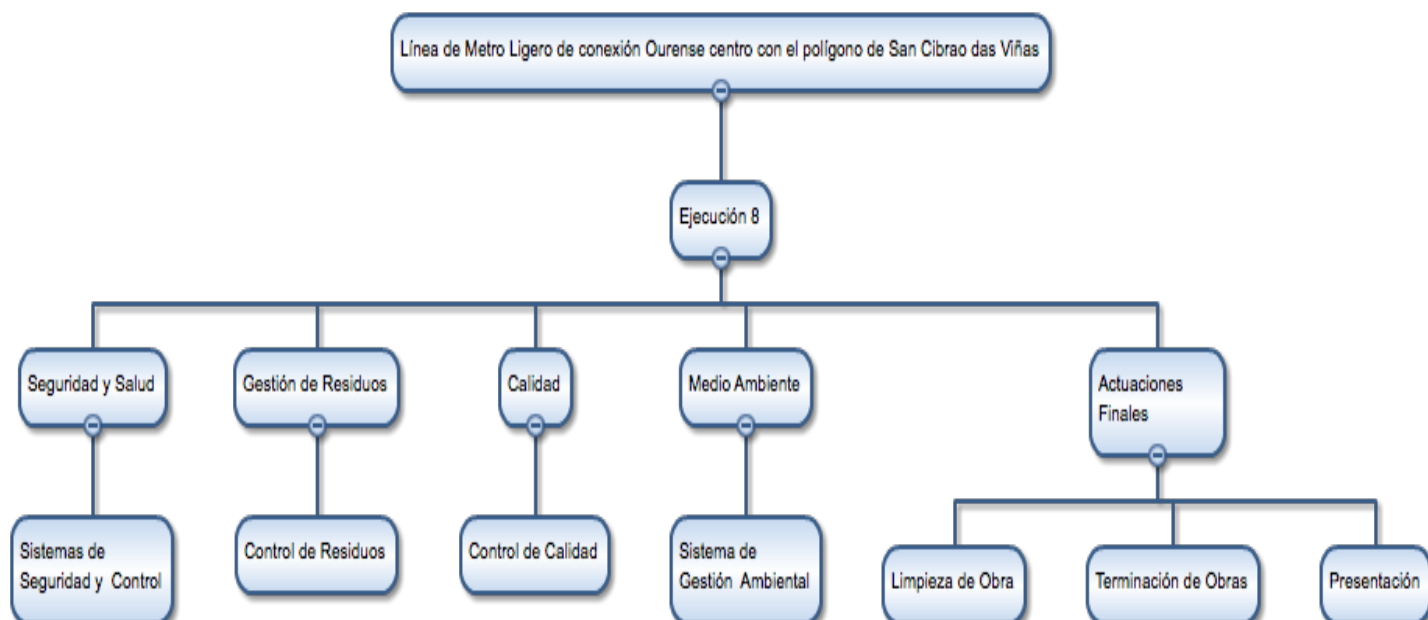 Línea de Metro Ligero de conexión Ourense centro con el polígono de San Cibrao das Viñas
Ejecución 8
Seguridad y Salud
Gestión de Residuos
Calidad
Medio Ambiente
Actuaciones
Finales
Sistemas de
Seguridad y Control
Control de Residuos
Control de Calidad
Sistema de
Gestión Ambiental
Limpieza de Obra
Terminación de Obras
Presentación